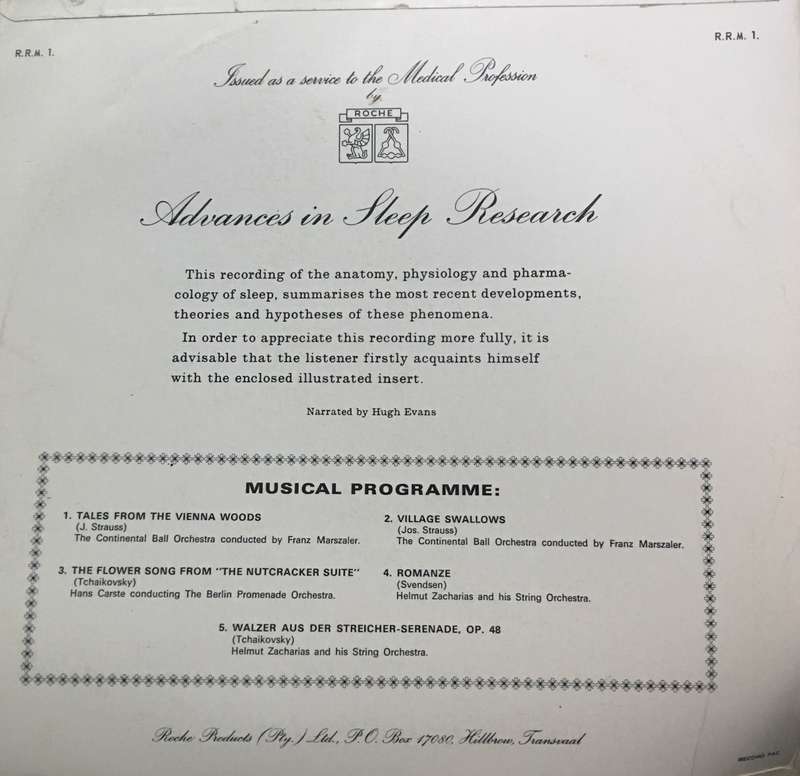 R.R.M. 1.
R.R.M. 1.
Issued as a service to the Medical Profession
by
ROCHE
Advances in Sleep Research
This recording of the anatomy, physiology and pharma-
cology of sleep, summarises the most recent developments,
theories and hypotheses of these phenomena.
In order to appreciate this recording more fully, it is
advisable that the listener firstly acquaints himself
with the enclosed illustrated insert.
Narrated by Hugh Evans
MUSICAL PROGRAMME:
1. TALES FROM THE VIENNA WOODS
(J. Strauss)
The Continental Ball Orchestra conducted by Franz Marszaler.
2. VILLAGE SWALLOWS
(Jos. Strauss)
The Continental Ball Orchestra conducted by Franz Marszaler.
3. THE FLOWER SONG FROM "THE NUTCRACKER SUITE"
(Tchaikovsky)
Hans Carste conducting The Berlin Promenade Orchestra.
4. ROMANZE
(Svendsen)
Helmut Zacharias and his String Orchestra.
5. WALZER AUS DER STREICHER-SERENADE, OP. 48
(Tchaikovsky)
Helmut Zacharias and his String Orchestra.
Roche Products (Pty.) Ltd., P.O. Box 17080, Hillbrow, Transvaal
RECORD PAC